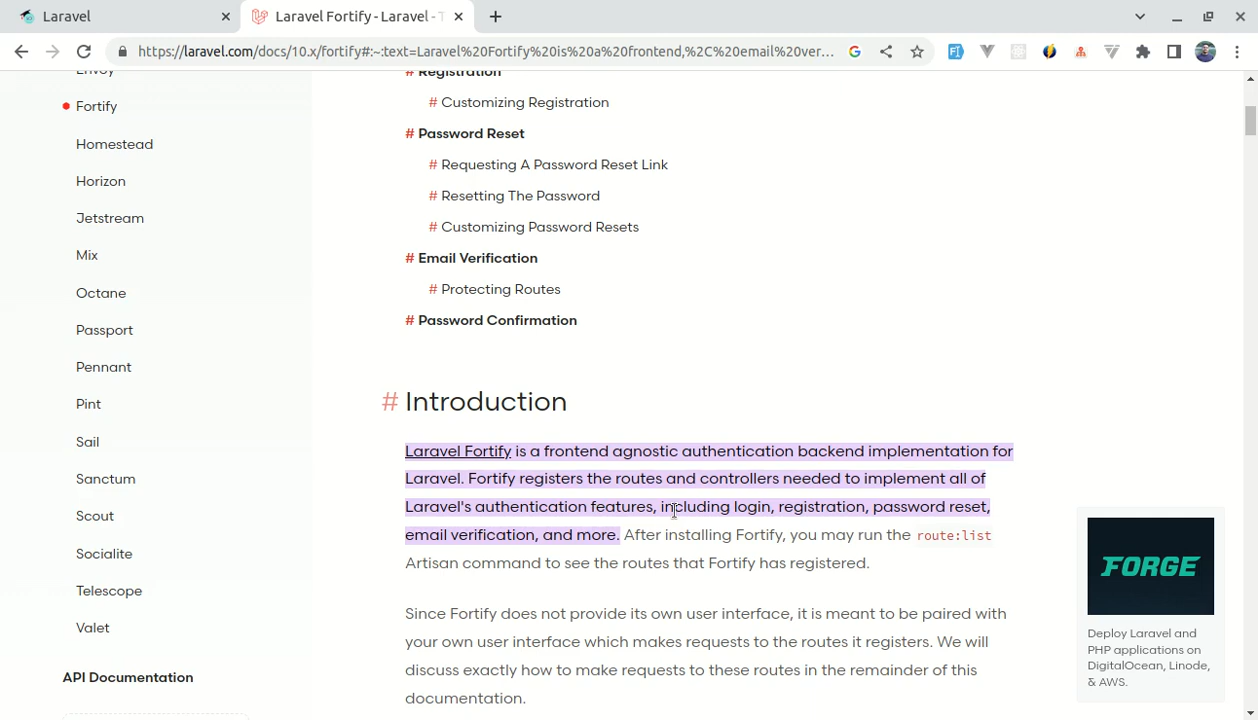 Laravel
Laravel Fortify - Laravel - T
https://laravel.com/docs/10.x/fortify#:~:text=Laravel%20Fortify%20is%20a%20frontend,%2C%20email%20ver...
Envoy
Fortify
Homestead
Horizon
Jetstream
Mix
Octane
Passport
Pennant
Pint
Sail
Sanctum
Scout
Socialite
Telescope
Valet
API Documentation
# Registration
# Customizing Registration
# Password Reset
# Requesting A Password Reset Link
# Resetting The Password
# Customizing Password Resets
# Email Verification
# Protecting Routes
# Password Confirmation
# Introduction
Laravel Fortify is a frontend agnostic authentication backend implementation for
Laravel. Fortify registers the routes and controllers needed to implement all of
Laravel's authentication features, including login, registration, password reset,
email verification, and more. After installing Fortify, you may run the route:list
Artisan command to see the routes that Fortify has registered.
Since Fortify does not provide its own user interface, it is meant to be paired with
your own user interface which makes requests to the routes it registers. We will
discuss exactly how to make requests to these routes in the remainder of this
documentation.
FORGE
Deploy Laravel and
PHP applications on
DigitalOcean, Linode,
& AWS.